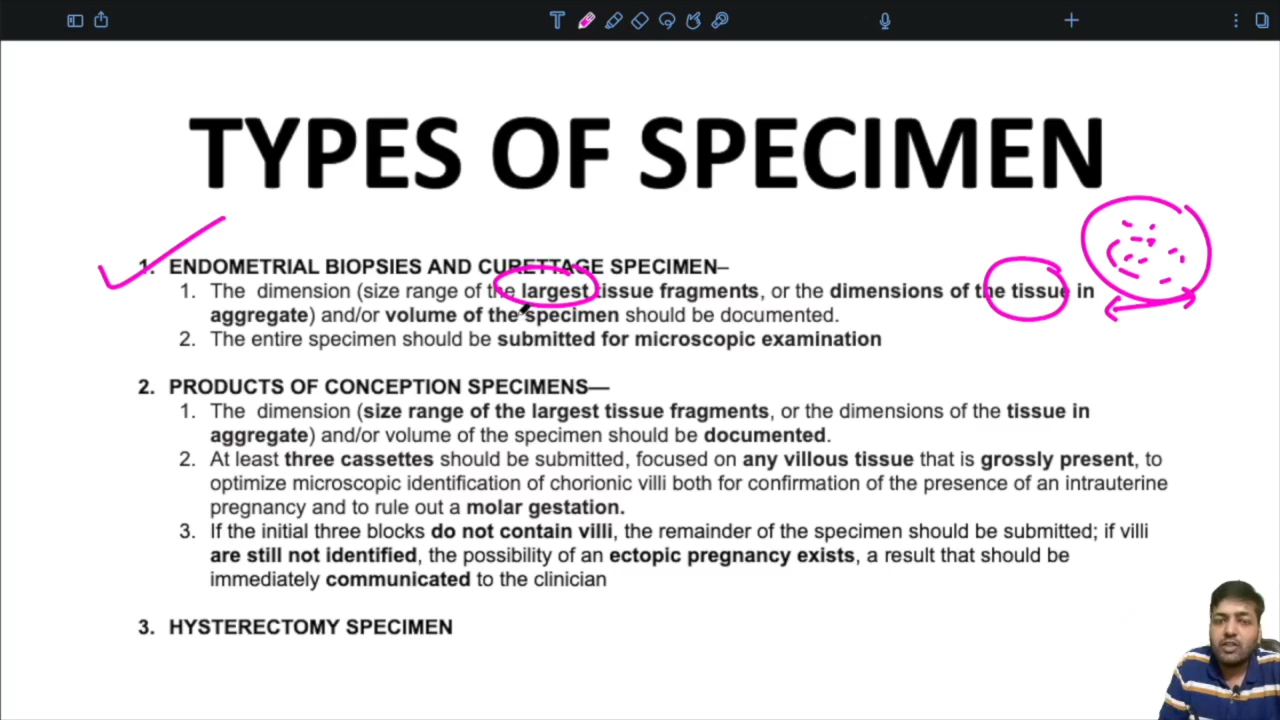 TYPES OF SPECIMEN
1. ENDOMETRIAL BIOPSIES AND CURETTAGE SPECIMEN–
1. The dimension (size range of the largest tissue fragments, or the dimensions of the tissue in
aggregate) and/or volume of the specimen should be documented.
2. The entire specimen should be submitted for microscopic examination
2. PRODUCTS OF CONCEPTION SPECIMENS—
1. The dimension (size range of the largest tissue fragments, or the dimensions of the tissue in
aggregate) and/or volume of the specimen should be documented.
2. At least three cassettes should be submitted, focused on any villous tissue that is grossly present, to
optimize microscopic identification of chorionic villi both for confirmation of the presence of an intrauterine
pregnancy and to rule out a molar gestation.
3. If the initial three blocks do not contain villi, the remainder of the specimen should be submitted; if villi
are still not identified, the possibility of an ectopic pregnancy exists, a result that should be
immediately communicated to the clinician
3. HYSTERECTOMY SPECIMEN